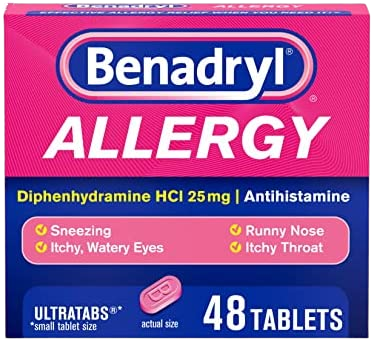 EFFECTIVE ALLERGY RELIEF WHEN YOU NEED IT!*
Benadryl®
ALLERGY®
Diphenhydramine HCl 25mg | Antihistamine
Sneezing
Runny Nose
Itchy, Watery Eyes
Itchy Throat
ULTRATABS®*
*small tablet size
B
actual size
48 TABLETS